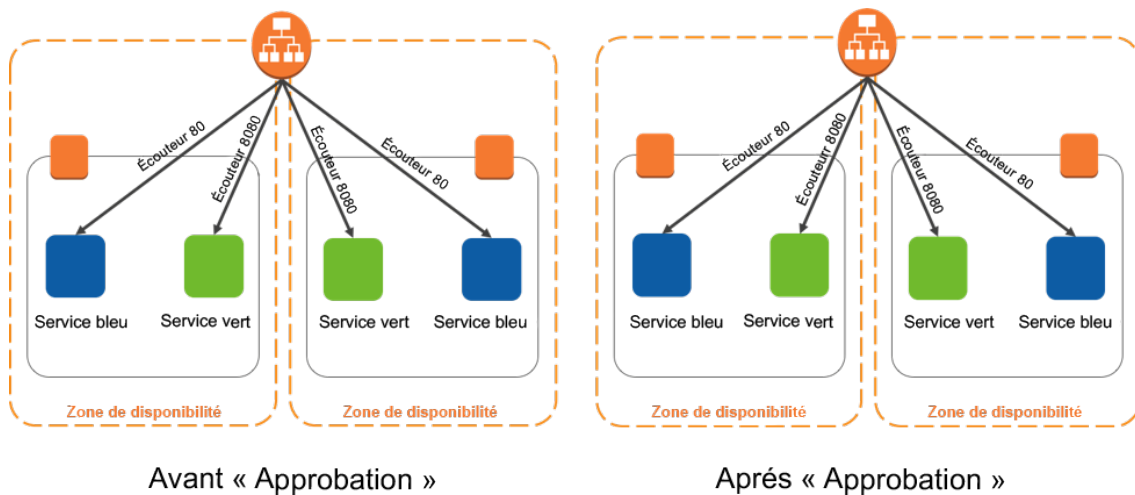 Écouteur 80
Écouteur 8080
Écouteur 8080
Écouteur 80
Service bleu
Service vert
Service vert
Service bleu
Zone de disponibilité
Zone de disponibilité
Avant « Approbation »
Écouteur 80
Écouteurr 8080
Écouteur 8080
Écouteur 80
Service bleu
Service vert
Service vert
Service bleu
Zone de disponibilité
Zone de disponibilité
Aprés « Approbation »